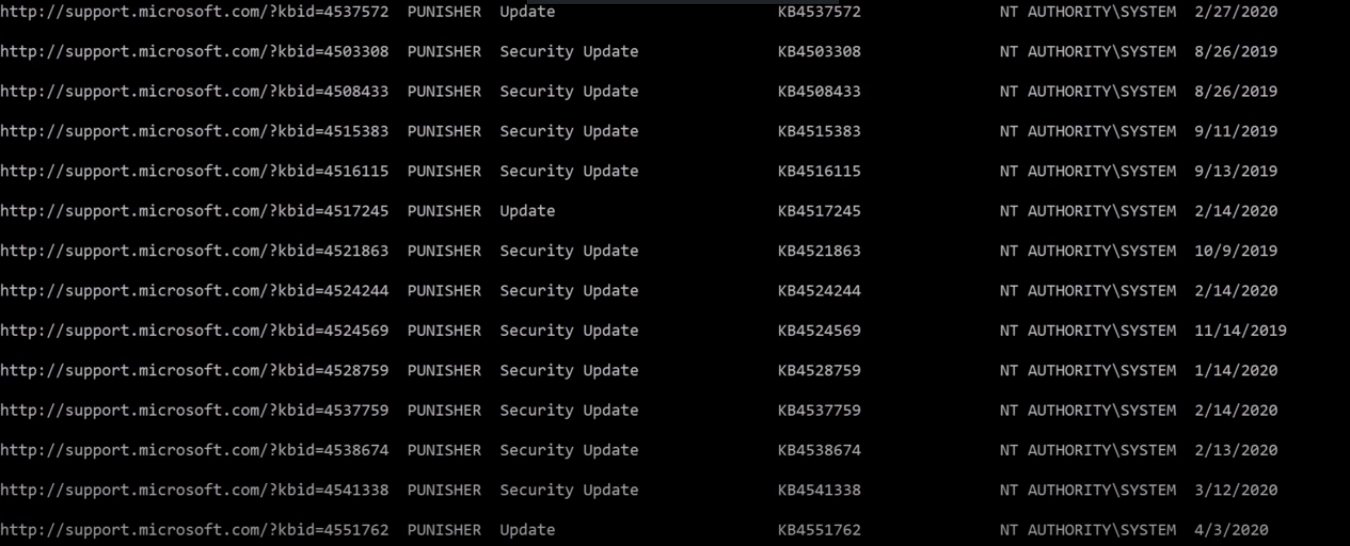 http://support.microsoft.com/?kbid=4537572 PUNISHER Update KB4537572 NT AUTHORITY\SYSTEM 2/27/2020
http://support.microsoft.com/?kbid=4503308 PUNISHER Security Update KB4503308 NT AUTHORITY\SYSTEM 8/26/2019
http://support.microsoft.com/?kbid=4508433 PUNISHER Security Update KB4508433 NT AUTHORITY\SYSTEM 8/26/2019
http://support.microsoft.com/?kbid=4515383 PUNISHER Security Update KB4515383 NT AUTHORITY\SYSTEM 9/11/2019
http://support.microsoft.com/?kbid=4516115 PUNISHER Security Update KB4516115 NT AUTHORITY\SYSTEM 9/13/2019
http://support.microsoft.com/?kbid=4517245 PUNISHER Update KB4517245 NT AUTHORITY\SYSTEM 2/14/2020
http://support.microsoft.com/?kbid=4521863 PUNISHER Security Update KB4521863 NT AUTHORITY\SYSTEM 10/9/2019
http://support.microsoft.com/?kbid=4524244 PUNISHER Security Update KB4524244 NT AUTHORITY\SYSTEM 2/14/2020
http://support.microsoft.com/?kbid=4524569 PUNISHER Security Update KB4524569 NT AUTHORITY\SYSTEM 11/14/2019
http://support.microsoft.com/?kbid=4528759 PUNISHER Security Update KB4528759 NT AUTHORITY\SYSTEM 1/14/2020
http://support.microsoft.com/?kbid=4537759 PUNISHER Security Update KB4537759 NT AUTHORITY\SYSTEM 2/14/2020
http://support.microsoft.com/?kbid=4538674 PUNISHER Security Update KB4538674 NT AUTHORITY\SYSTEM 2/13/2020
http://support.microsoft.com/?kbid=4541338 PUNISHER Security Update KB4541338 NT AUTHORITY\SYSTEM 3/12/2020
http://support.microsoft.com/?kbid=4551762 PUNISHER Update KB4551762 NT AUTHORITY\SYSTEM 4/3/2020